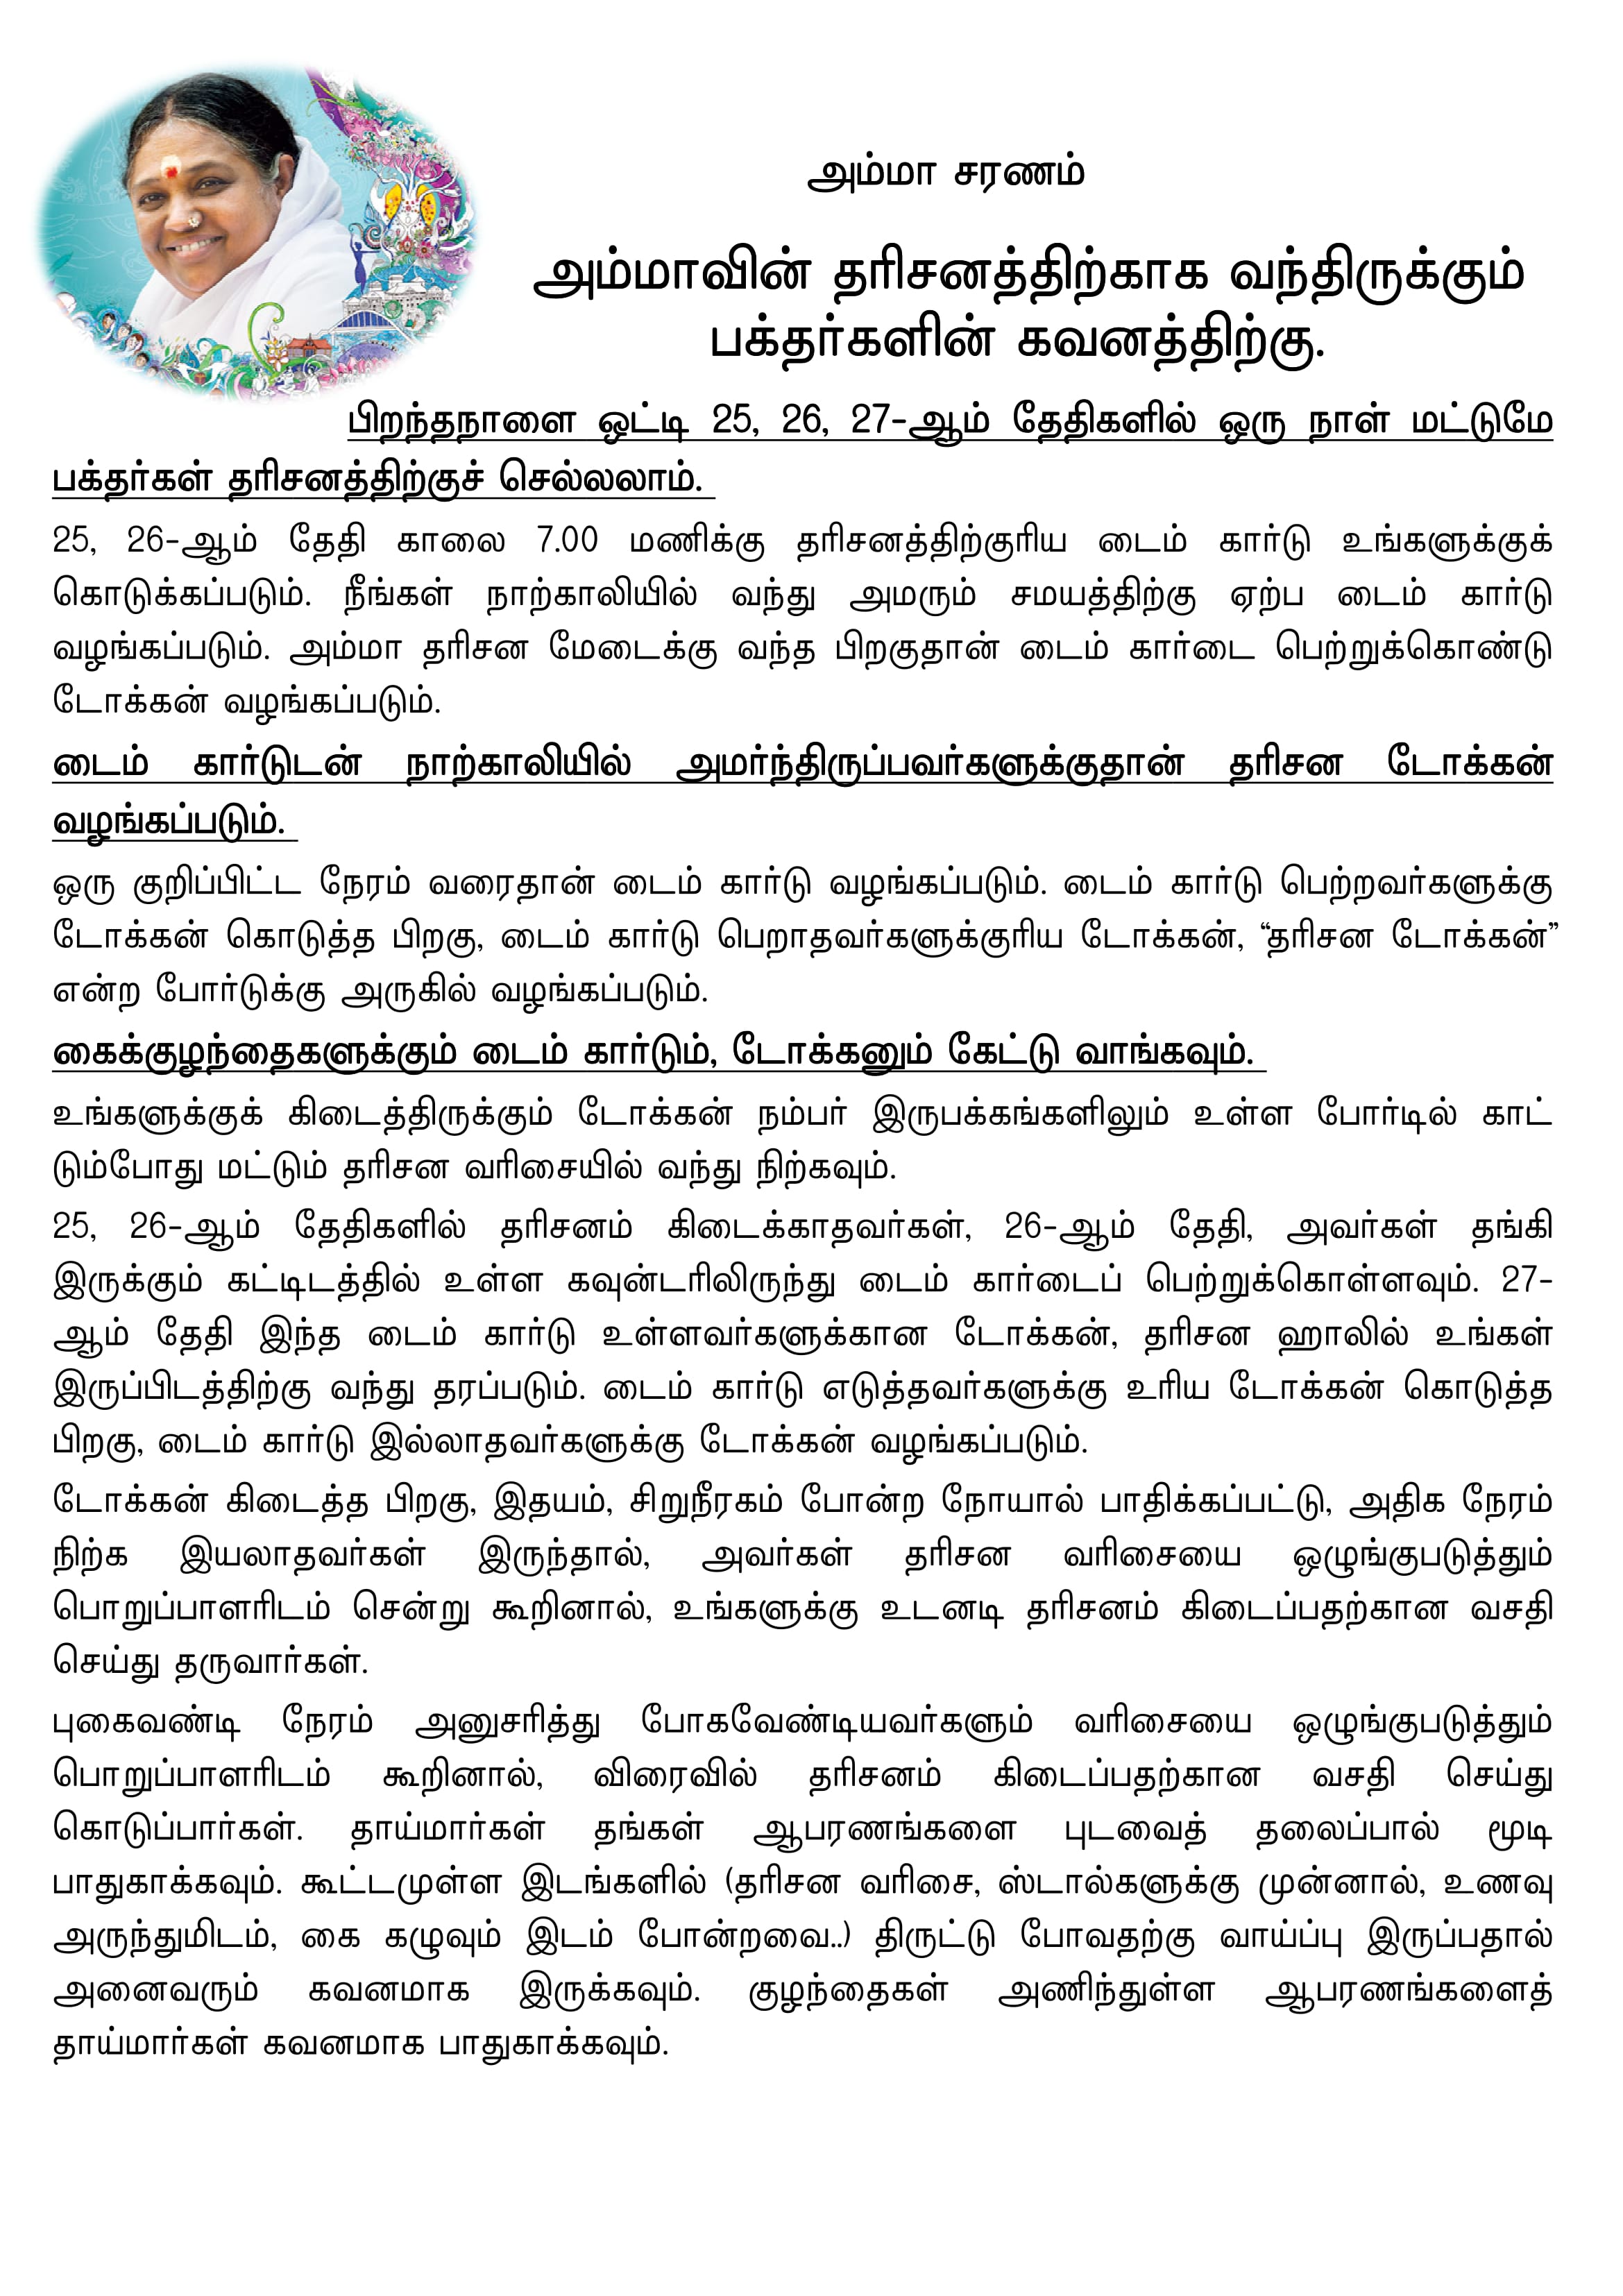 அம்மா சரணம்
அம்மாவின் தரிசனத்திற்காக வந்திருக்கும்
பக்தர்களின் கவனத்திற்கு.
பிறந்தநாளை ஒட்டி 25, 26, 27-ஆம் தேதிகளில் ஒரு நாள் மட்டுமே
பக்தர்கள் தரிசனத்திற்குச் செல்லலாம்.
25, 26-ஆம் தேதி காலை 7.00 மணிக்கு தரிசனத்திற்குரிய டைம் கார்டு உங்களுக்குக்
கொடுக்கப்படும். நீங்கள் நாற்காலியில் வந்து அமரும் சமயத்திற்கு ஏற்ப டைம் கார்டு
வழங்கப்படும். அம்மா தரிசன மேடைக்கு வந்த பிறகுதான் டைம் கார்டை பெற்றுக்கொண்டு
டோக்கன் வழங்கப்படும்.
டைம் கார்டுடன் நாற்காலியில் அமர்ந்திருப்பவர்களுக்குதான் தரிசன டோக்கன்
வழங்கப்படும்.
ஒரு குறிப்பிட்ட நேரம் வரைதான் டைம் கார்டு வழங்கப்படும். டைம் கார்டு பெற்றவர்களுக்கு
டோக்கன் கொடுத்த பிறகு, டைம் கார்டு பெறாதவர்களுக்குரிய டோக்கன், “தரிசன டோக்கன்”
என்ற போர்டுக்கு அருகில் வழங்கப்படும்.
கைக்குழந்தைகளுக்கும் டைம் கார்டும், டோக்கனும் கேட்டு வாங்கவும்.
உங்களுக்குக் கிடைத்திருக்கும் டோக்கன் நம்பர் இருபக்கங்களிலும் உள்ள போர்டில் காட்
டும்போது மட்டும் தரிசன வரிசையில் வந்து நிற்கவும்.
25, 26-ஆம் தேதிகளில் தரிசனம் கிடைக்காதவர்கள், 26-ஆம் தேதி, அவர்கள் தங்கி
இருக்கும் கட்டிடத்தில் உள்ள கவுன்டரிலிருந்து டைம் கார்டைப் பெற்றுக்கொள்ளவும். 27-
ஆம் தேதி இந்த டைம் கார்டு உள்ளவர்களுக்கான டோக்கன், தரிசன ஹாலில் உங்கள்
இருப்பிடத்திற்கு வந்து தரப்படும். டைம் கார்டு எடுத்தவர்களுக்கு உரிய டோக்கன் கொடுத்த
பிறகு, டைம் கார்டு இல்லாதவர்களுக்கு டோக்கன் வழங்கப்படும்.
டோக்கன் கிடைத்த பிறகு, இதயம், சிறுநீரகம் போன்ற நோயால் பாதிக்கப்பட்டு, அதிக நேரம்
நிற்க இயலாதவர்கள் இருந்தால், அவர்கள் தரிசன வரிசையை ஒழுங்குபடுத்தும்
பொறுப்பாளரிடம் சென்று கூறினால், உங்களுக்கு உடனடி தரிசனம் கிடைப்பதற்கான வசதி
செய்து தருவார்கள்.
புகைவண்டி நேரம் அனுசரித்து போகவேண்டியவர்களும் வரிசையை ஒழுங்குபடுத்தும்
பொறுப்பாளரிடம் கூறினால், விரைவில் தரிசனம் கிடைப்பதற்கான வசதி செய்து
கொடுப்பார்கள். தாய்மார்கள் தங்கள் ஆபரணங்களை புடவைத் தலைப்பால் மூடி
பாதுகாக்கவும். கூட்டமுள்ள இடங்களில் (தரிசன வரிசை, ஸ்டால்களுக்கு முன்னால், உணவு
அருந்துமிடம், கை கழுவும் இடம் போன்றவை..) திருட்டு போவதற்கு வாய்ப்பு இருப்பதால்
அனைவரும் கவனமாக இருக்கவும். குழந்தைகள் அணிந்துள்ள ஆபரணங்களைத்
தாய்மார்கள் கவனமாக பாதுகாக்கவும்.